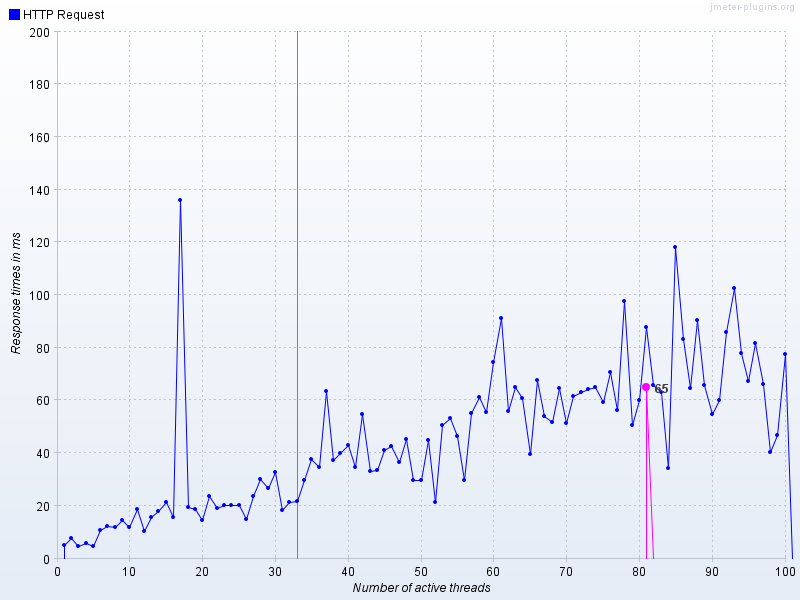 jmeter-plugins.org
HTTP Request
200
180
160
140
120
100
80
60
40
20
0
Response times in ms
65
0 10 20 30 40 50 60 70 80 90 100
Number of active threads